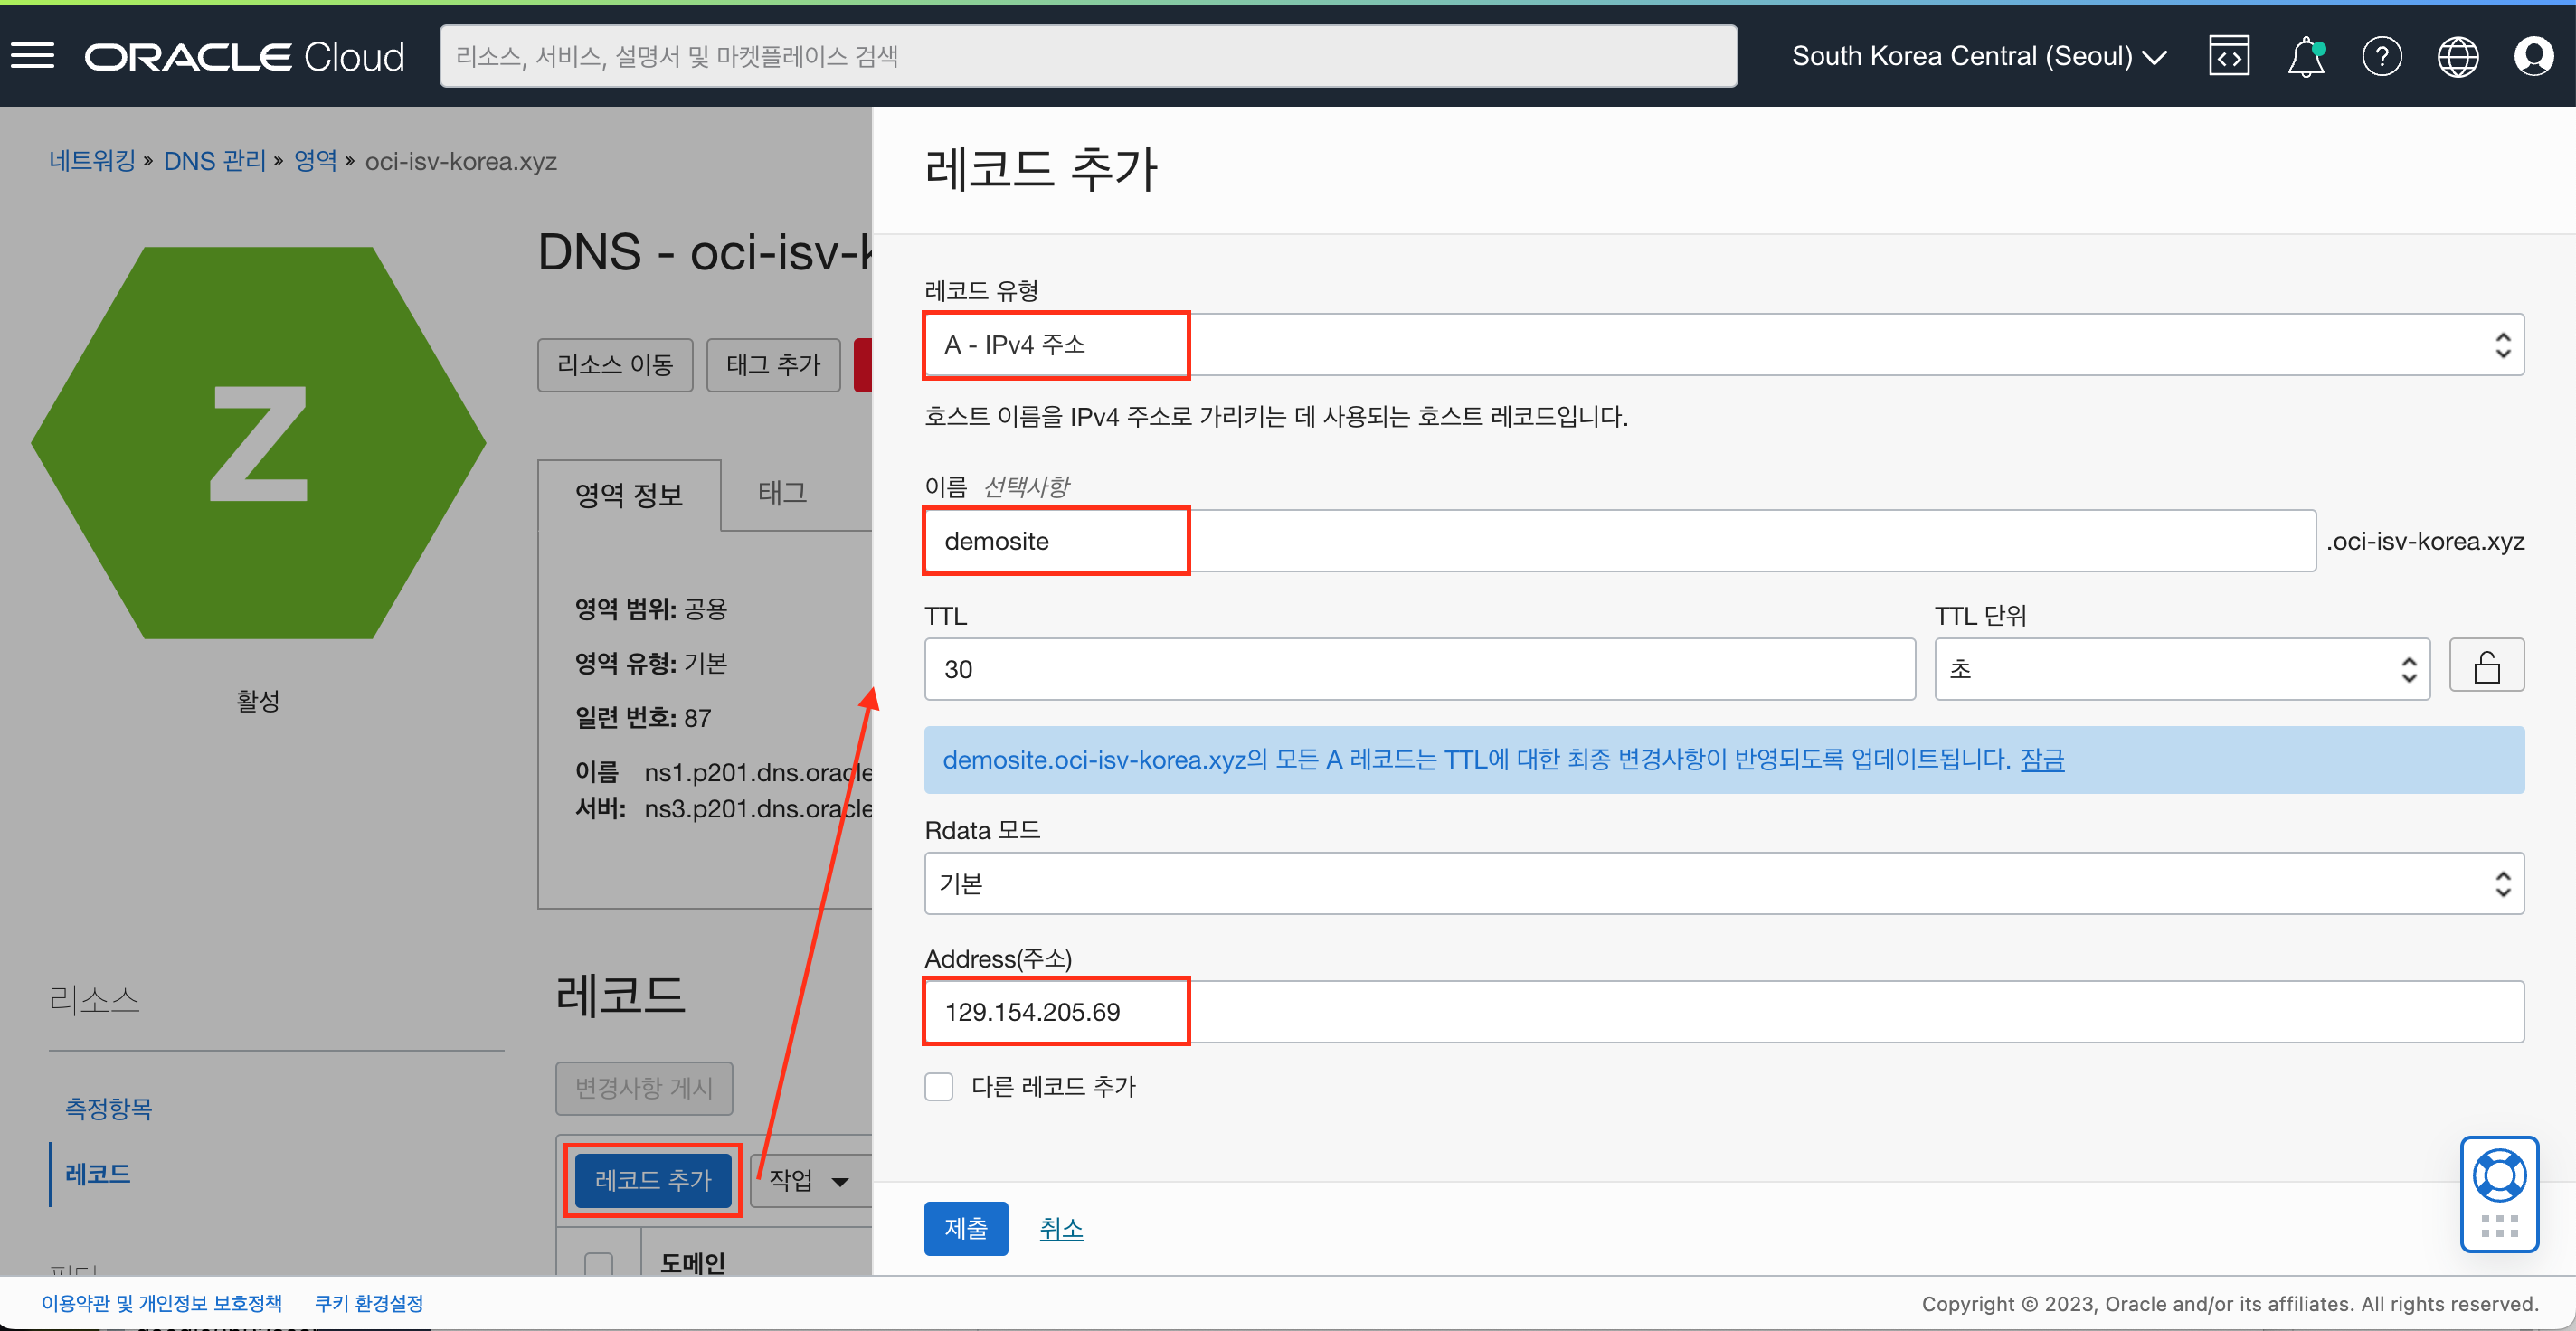 ORACLE Cloud
리소스, 서비스, 설명서 및 마켓플레이스 검색
South Korea Central (Seoul)
네트워킹 » DNS 관리 » 영역 » oci-isv-korea.xyz
Z
활성
DNS - oci-isv-k
리소스 이동
태그 추가
영역 정보
태그
영역 범위: 공용
영역 유형: 기본
일련 번호: 87
이름 서버:
ns1.p201.dns.oracle
ns3.p201.dns.oracle
리소스
측정항목
레코드
레코드
변경사항 게시
레코드 추가
작업
도메인
레코드 추가
레코드 유형
A - IPv4 주소
호스트 이름을 IPv4 주소로 가리키는 데 사용되는 호스트 레코드입니다.
이름 선택사항
demosite
.oci-isv-korea.xyz
TTL
30
TTL 단위
초
demosite.oci-isv-korea.xyz의 모든 A 레코드는 TTL에 대한 최종 변경사항이 반영되도록 업데이트됩니다. 잠금
Rdata 모드
기본
Address(주소)
129.154.205.69
다른 레코드 추가
제출
취소
이용약관 및 개인정보 보호정책
쿠키 환경설정
Copyright © 2023, Oracle and/or its affiliates. All rights reserved.